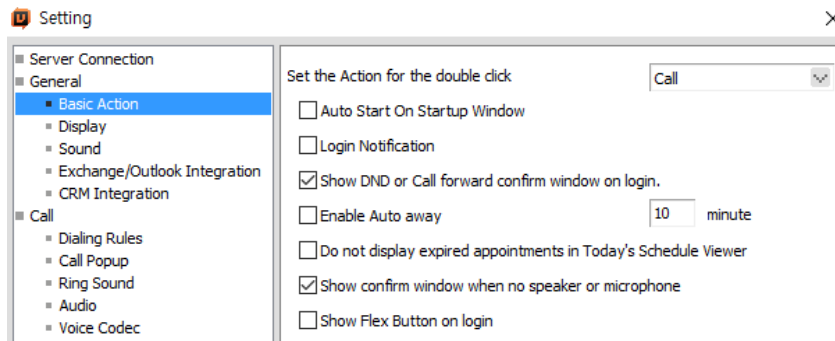 Setting
Server Connection
General
Basic Action
Display
Sound
Exchange/Outlook Integration
CRM Integration
Call
Dialing Rules
Call Popup
Ring Sound
Audio
Voice Codec
Set the Action for the double click Call
Auto Start On Startup Window
Login Notification
Show DND or Call forward confirm window on login.
Enable Auto away 10 minute
Do not display expired appointments in Today's Schedule Viewer
Show confirm window when no speaker or microphone
Show Flex Button on login